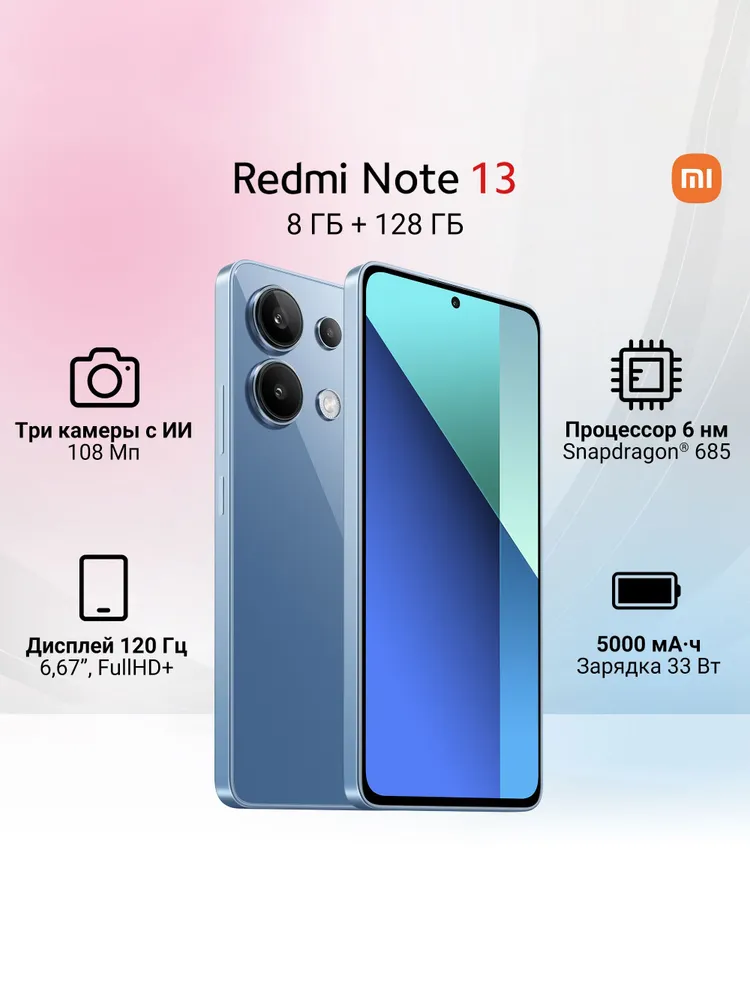 Redmi Note 13
8 ГБ + 128 ГБ
mi
Три камеры с ИИ
108 Мп
Процессор 6 нм
Snapdragon® 685
Дисплей 120 Гц
6,67”, FullHD+
5000 мА·ч
Зарядка 33 Вт